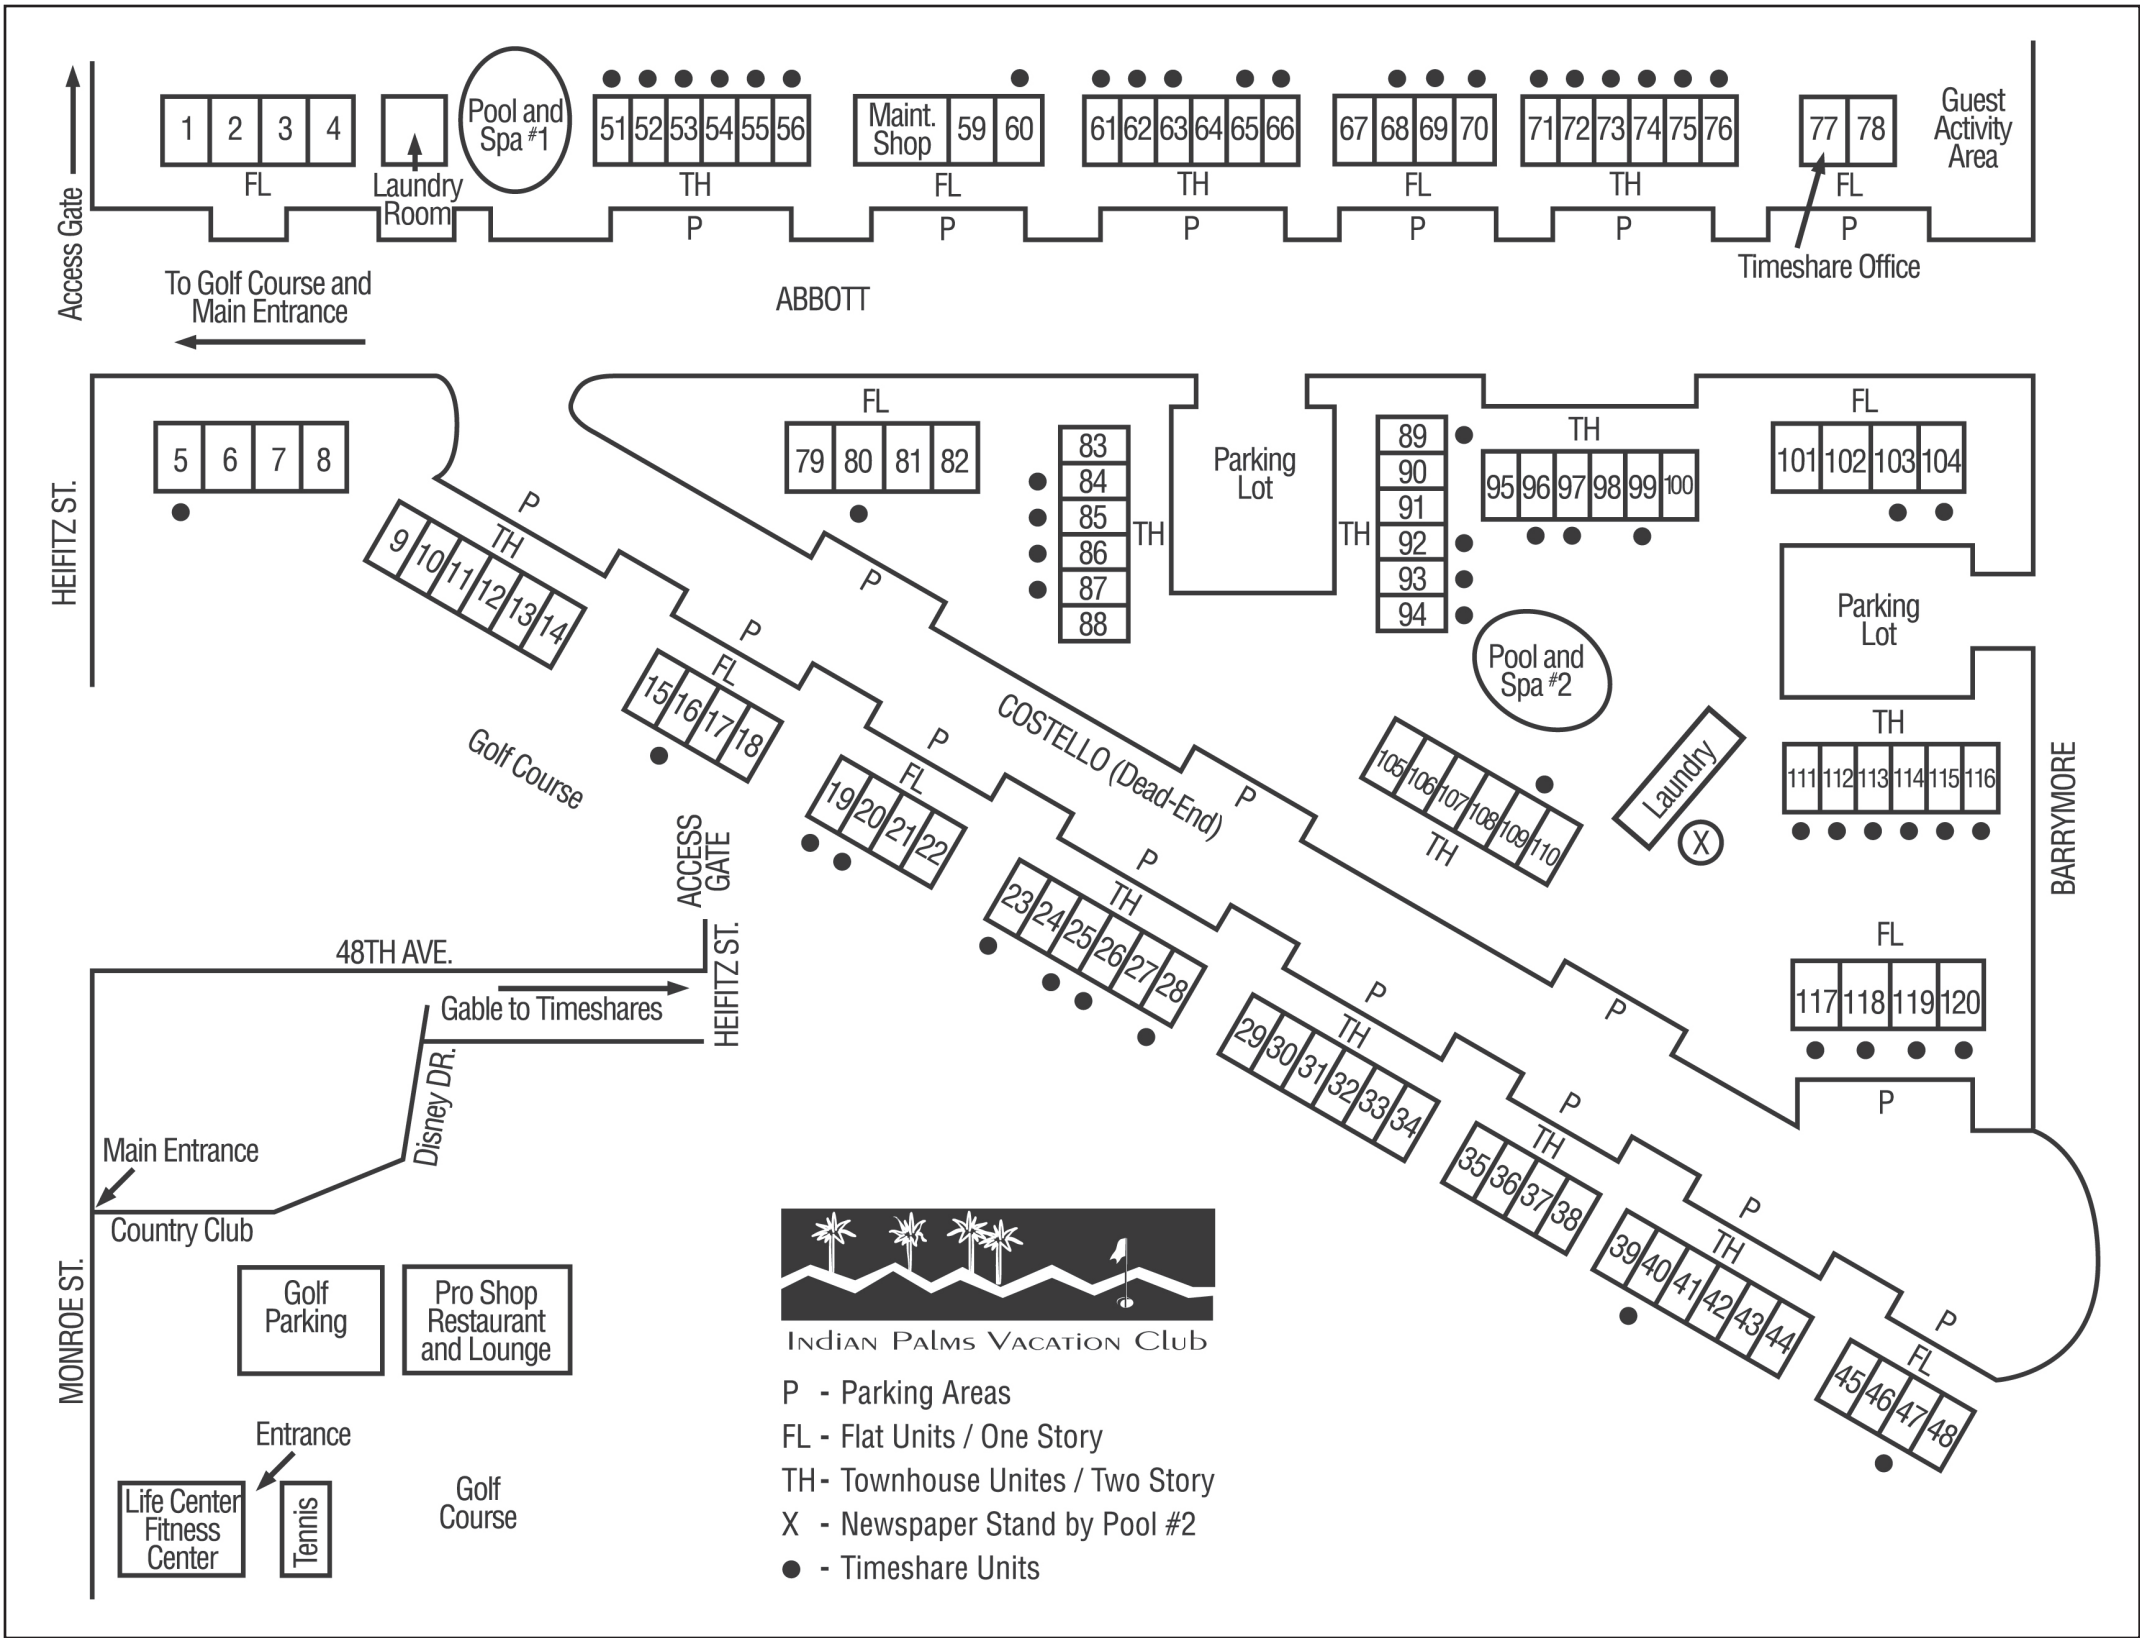 Access Gate
1 2 3 4
FL
Laundry
Room
Pool and
Spa #1
51 52 53 54 55 56
TH
P
Maint.
Shop
59 60
FL
P
61 62 63 64 65 66
TH
P
67 68 69 70
FL
P
71 72 73 74 75 76
TH
P
77 78
FL
P
Timeshare Office
Guest
Activity
Area
To Golf Course and
Main Entrance
ABBOTT
HEIFITZ ST.
5 6 7 8
P
TH
9 10 11 12 13 14
P
FL
15 16 17 18
P
FL
19 20 21 22
P
TH
23 24 25 26 27 28
P
TH
29 30 31 32 33 34
P
TH
35 36 37 38
P
TH
39 40 41 42 43 44
P
FL
45 46 47 48
FL
79 80 81 82
P
COSTELLO (Dead-End)
P
P
83
84
85
86
87
88
TH
Parking
Lot
TH
89
90
91
92
93
94
TH
95 96 97 98 99 100
FL
101 102 103 104
Parking
Lot
Pool and
Spa #2
105 106 107 108 109 110
TH
Laundry
X
TH
111 112 113 114 115 116
BARRYMORE
FL
117 118 119 120
P
Golf Course
ACCESS
GATE
48TH AVE.
Gable to Timeshares
HEIFITZ ST.
Disney DR.
Main Entrance
Country Club
MONROE ST.
Golf
Parking
Pro Shop
Restaurant
and Lounge
Entrance
Life Center
Fitness
Center
Tennis
Golf
Course
Indian Palms Vacation Club
P - Parking Areas
FL - Flat Units / One Story
TH - Townhouse Unites / Two Story
X - Newspaper Stand by Pool #2
● - Timeshare Units